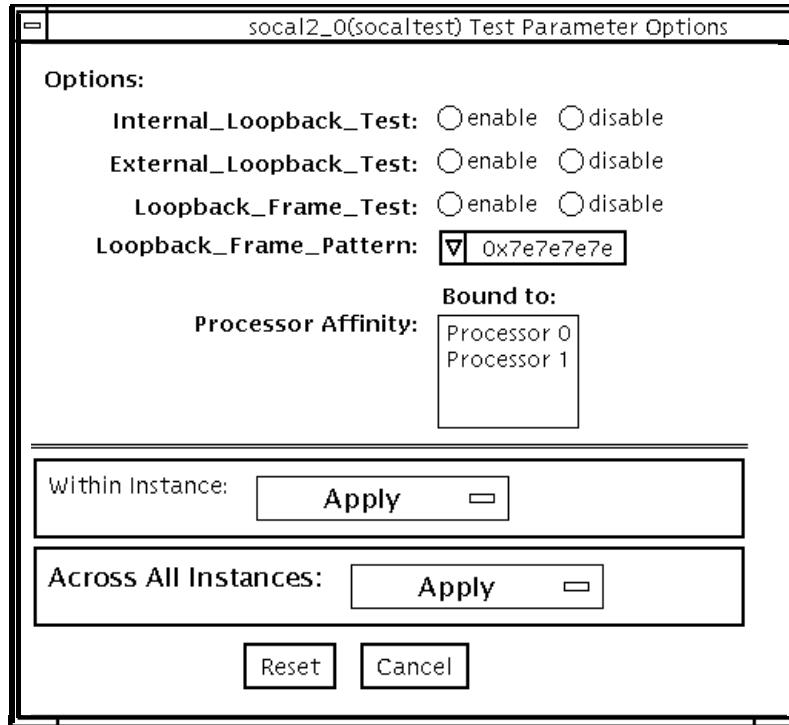 socal2_0(socaltest) Test Parameter Options
Options:
Internal_Loopback_Test: enable disable
External_Loopback_Test: enable disable
Loopback_Frame_Test: enable disable
Loopback_Frame_Pattern: 0x7e7e7e7e
Bound to:
Processor Affinity:
Processor 0
Processor 1
Within Instance: Apply
Across All Instances: Apply
Reset Cancel